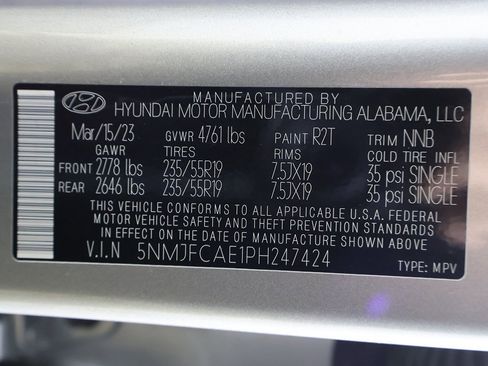 MANUFACTURED BY
HYUNDAI MOTOR MANUFACTURING ALABAMA, LLC
Mar/15/23 GVWR 4761 lbs PAINT R2T TRIM NNB
GAWR TIRES RIMS COLD TIRE INFL
FRONT 2778 lbs 235/55R19 7.5JX19 35 psi SINGLE
REAR 2646 lbs 235/55R19 7.5JX19 35 psi SINGLE
THIS VEHICLE CONFORMS TO ALL APPLICABLE U.S.A. FEDERAL
MOTOR VEHICLE SAFETY AND THEFT PREVENTION STANDARDS
IN EFFECT ON THE DATE OF MANUFACTURE SHOWN ABOVE.
V.I.N 5NMJFCAE1PH247424
TYPE: MPV